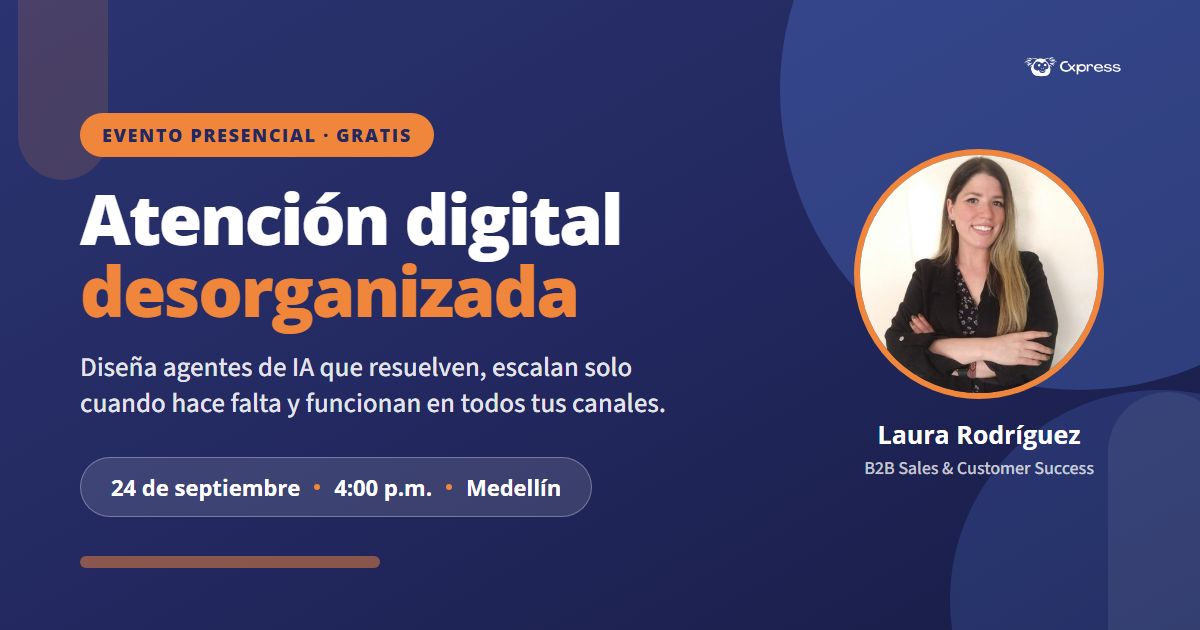 Cxpress
EVENTO PRESENCIAL · GRATIS
Atención digital
desorganizada
Diseña agentes de IA que resuelven, escalan solo
cuando hace falta y funcionan en todos tus canales.
24 de septiembre • 4:00 p.m. • Medellín
Laura Rodríguez
B2B Sales & Customer Success